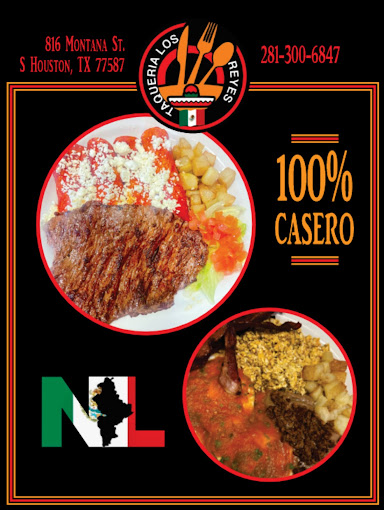 816 Montana St.
S Houston, TX 77587
TAQUERIA LOS REYES
281-300-6847
100%
CASERO
NL